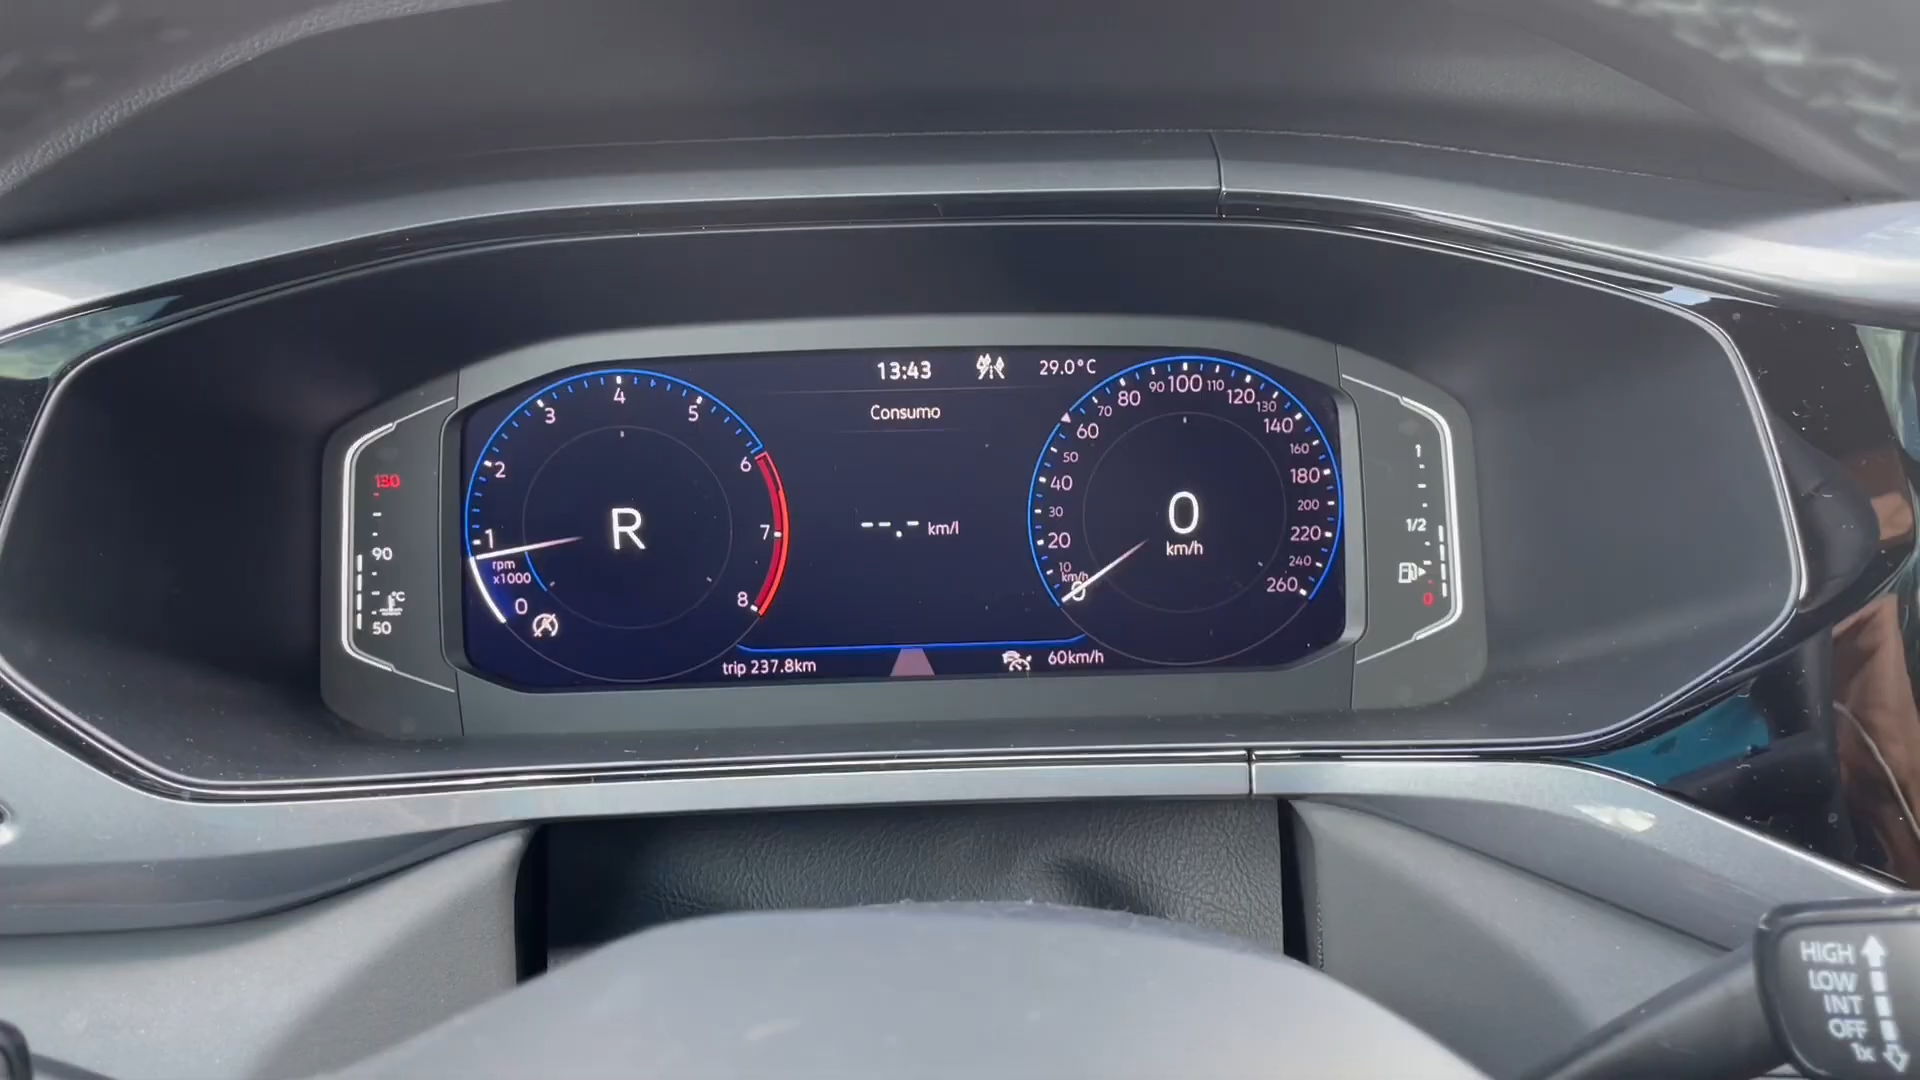 13:43 29.0°C
Consumo
0 1 2 3 4 5 6 7 8
rpm
x1000
R
--.- km/l
0 10 20 30 40 50 60 70 80 90 100 110 120 130 140 160 180 200 220 240 260
km/h
0
km/h
trip 237.8km
60km/h
130
90
°C
50
1
1/2
0
HIGH
LOW
INT
OFF
1x